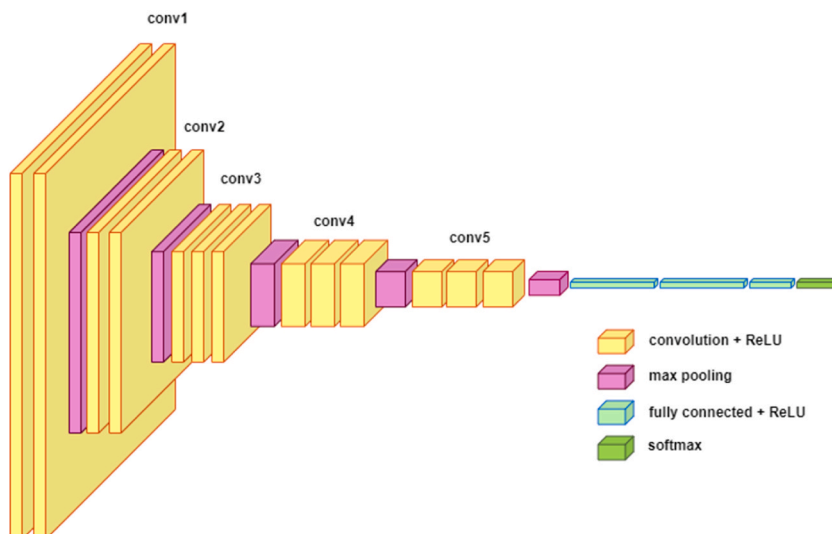 conv1
conv2
conv3
conv4
conv5
convolution + ReLU
max pooling
fully connected + ReLU
softmax